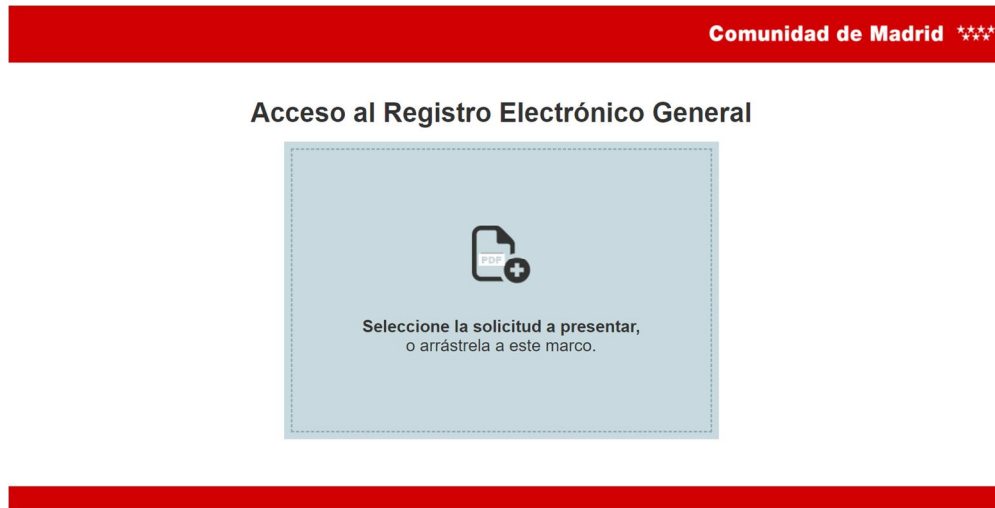 Comunidad de Madrid
Acceso al Registro Electrónico General
PDF
Seleccione la solicitud a presentar,
o arrástrela a este marco.